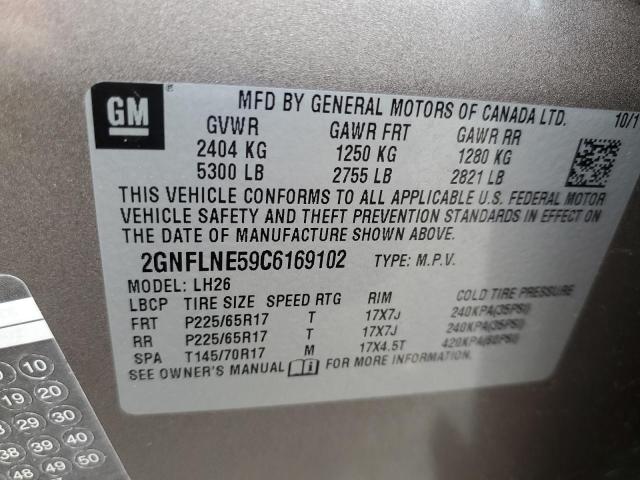 GM
MFD BY GENERAL MOTORS OF CANADA LTD. 10/1
GVWR GAWR FRT GAWR RR
2404 KG 1250 KG 1280 KG
5300 LB 2755 LB 2821 LB
THIS VEHICLE CONFORMS TO ALL APPLICABLE U.S. FEDERAL MOTOR
VEHICLE SAFETY AND THEFT PREVENTION STANDARDS IN EFFECT ON
THE DATE OF MANUFACTURE SHOWN ABOVE.
2GNFLNE59C6169102 TYPE: M.P.V.
MODEL: LH26
LBCP TIRE SIZE SPEED RTG RIM COLD TIRE PRESSURE
FRT P225/65R17 T 17X7J 240KPA(35PSI)
RR P225/65R17 T 17X7J 240KPA(35PSI)
SPA T145/70R17 M 17X4.5T 420KPA(60PSI)
SEE OWNER'S MANUAL FOR MORE INFORMATION.
10
20
30
40
50